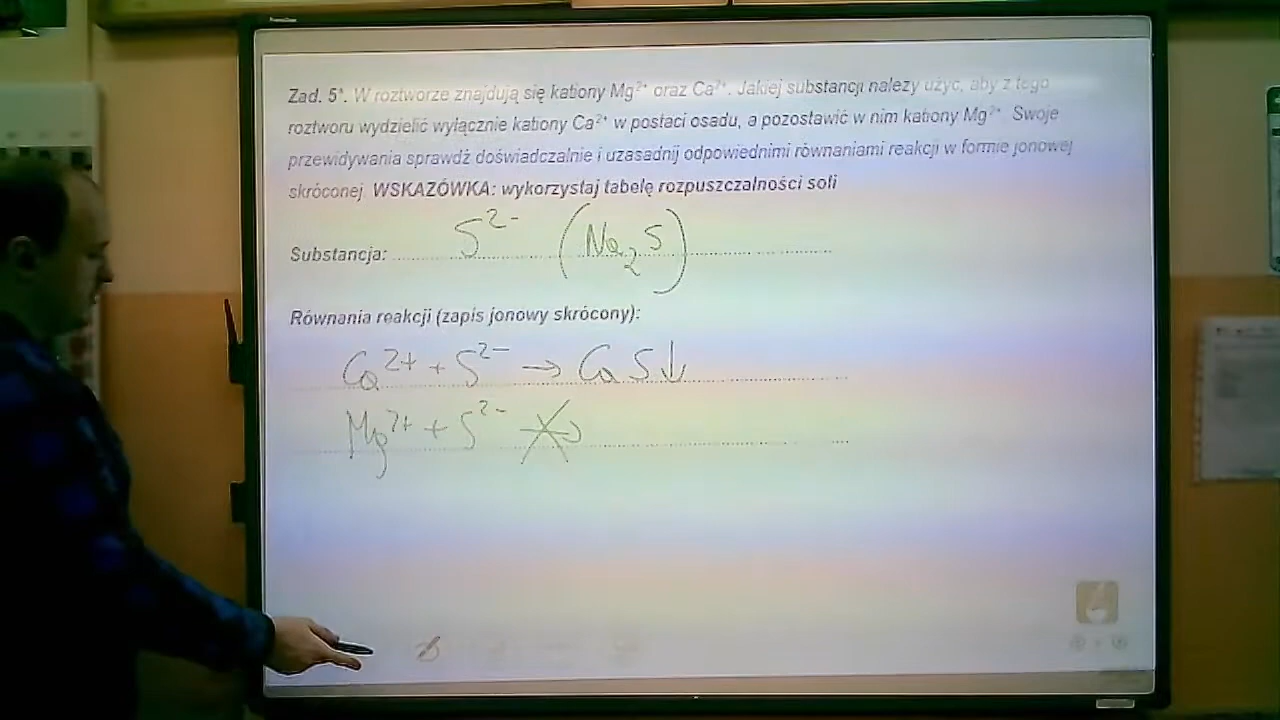 Zad. 5*. W roztworze znajdują się kationy Mg²⁺ oraz Ca²⁺. Jakiej substancji należy użyć, aby z tego
roztworu wydzielić wyłącznie kationy Ca²⁺ w postaci osadu, a pozostawić w nim kationy Mg²⁺. Swoje
przewidywania sprawdź doświadczalnie i uzasadnij odpowiednimi równaniami reakcji w formie jonowej
skróconej. WSKAZÓWKA: wykorzystaj tabelę rozpuszczalności soli
Substancja: S²⁻ (Na₂S)
Równania reakcji (zapis jonowy skrócony):
Ca²⁺ + S²⁻ → CaS↓
Mg²⁺ + S²⁻ ↛